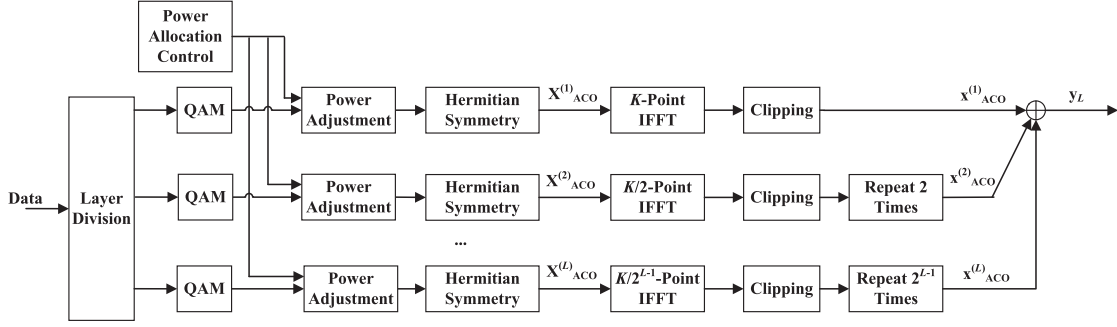 Power
Allocation
Control
QAM
Power
Adjustment
Hermitian
Symmetry
X⁽¹⁾ACO
K-Point
IFFT
Clipping
x⁽¹⁾ACO
yL
Data
Layer
Division
QAM
Power
Adjustment
Hermitian
Symmetry
X⁽²⁾ACO
K/2-Point
IFFT
Clipping
Repeat 2
Times
x⁽²⁾ACO
...
QAM
Power
Adjustment
Hermitian
Symmetry
X⁽ᴸ⁾ACO
K/2ᴸ⁻¹-Point
IFFT
Clipping
Repeat 2ᴸ⁻¹
Times
x⁽ᴸ⁾ACO